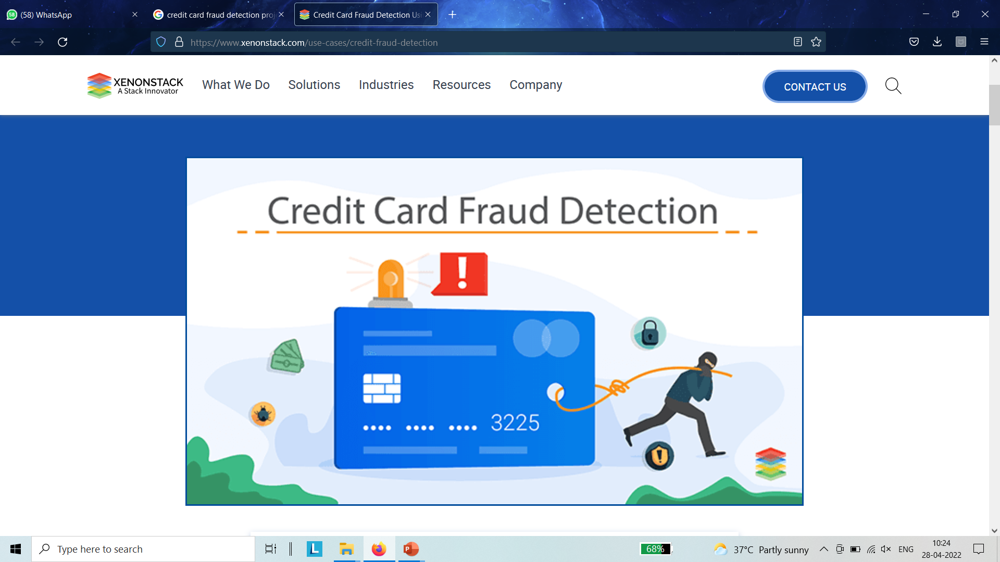 (58) WhatsApp
credit card fraud detection proj
Credit Card Fraud Detection Usi
https://www.xenonstack.com/use-cases/credit-fraud-detection
XENONSTACK
A Stack Innovator
What We Do
Solutions
Industries
Resources
Company
CONTACT US
Credit Card Fraud Detection
3225
Type here to search
68%
37°C Partly sunny
ENG
10:24
28-04-2022